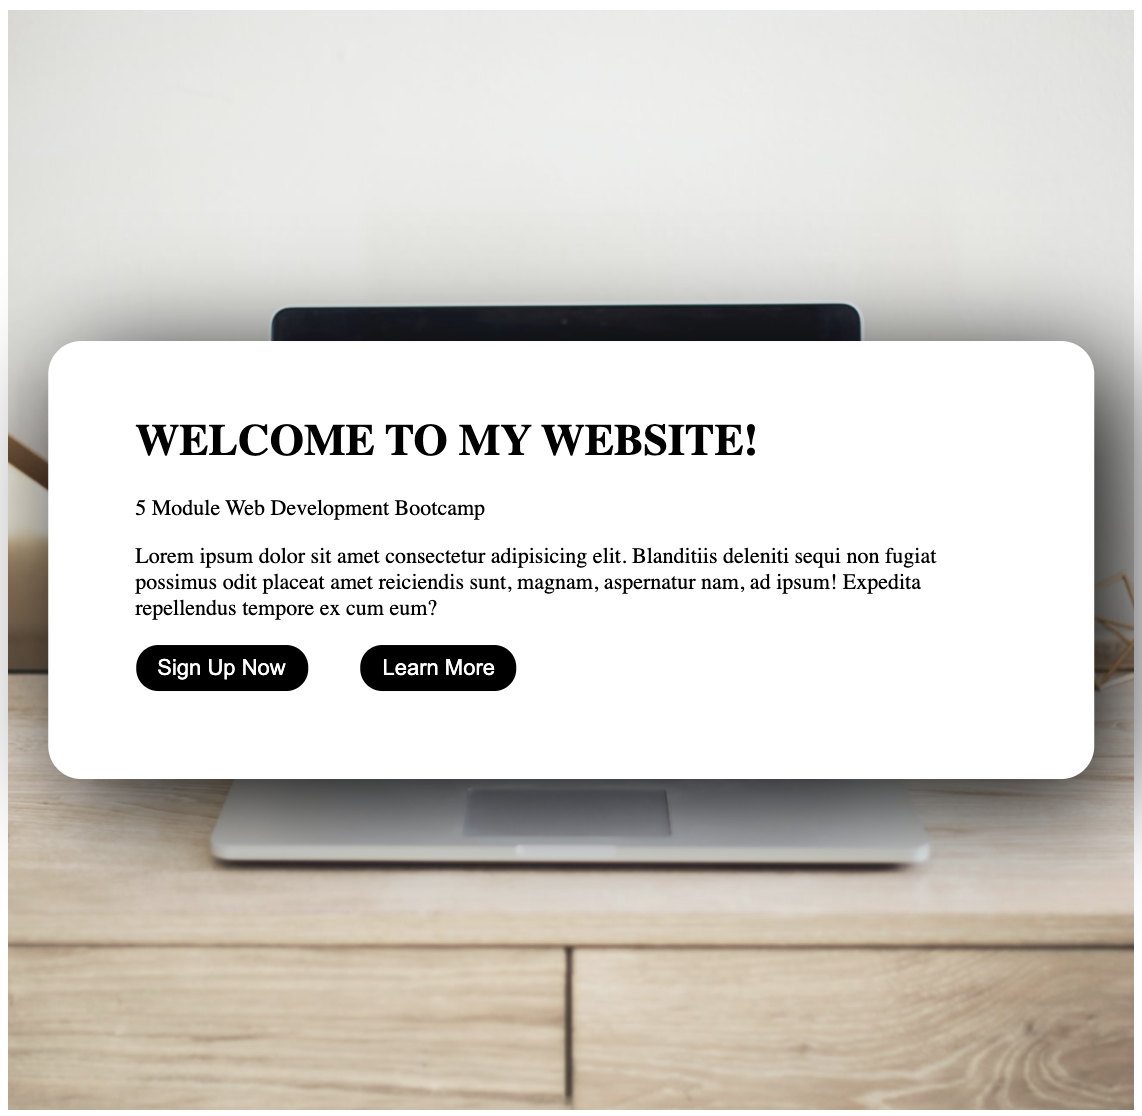 WELCOME TO MY WEBSITE!
5 Module Web Development Bootcamp
Lorem ipsum dolor sit amet consectetur adipisicing elit. Blanditiis deleniti sequi non fugiat
possimus odit placeat amet reiciendis sunt, magnam, aspernatur nam, ad ipsum! Expedita
repellendus tempore ex cum eum?
Sign Up Now
Learn More